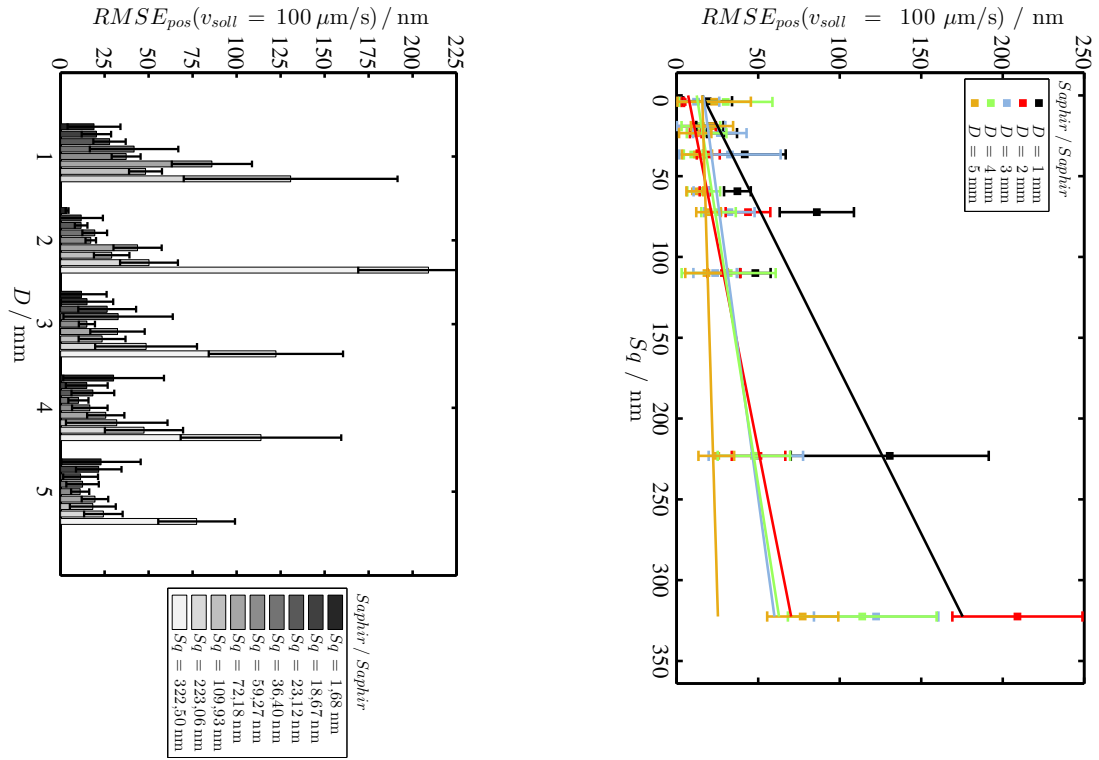 RMSE_pos(v_soll = 100 µm/s) / nm
0 25 50 75 100 125 150 175 200 225
1
2
3
4
5
D / mm
Saphir / Saphir
Sq = 1,68 nm
Sq = 18,67 nm
Sq = 23,12 nm
Sq = 36,40 nm
Sq = 59,27 nm
Sq = 72,18 nm
Sq = 109,93 nm
Sq = 223,06 nm
Sq = 322,50 nm
RMSE_pos(v_soll = 100 µm/s) / nm
0 50 100 150 200 250
0
50
100
150
200
250
300
350
Sq / nm
Saphir / Saphir
D = 1 mm
D = 2 mm
D = 3 mm
D = 4 mm
D = 5 mm